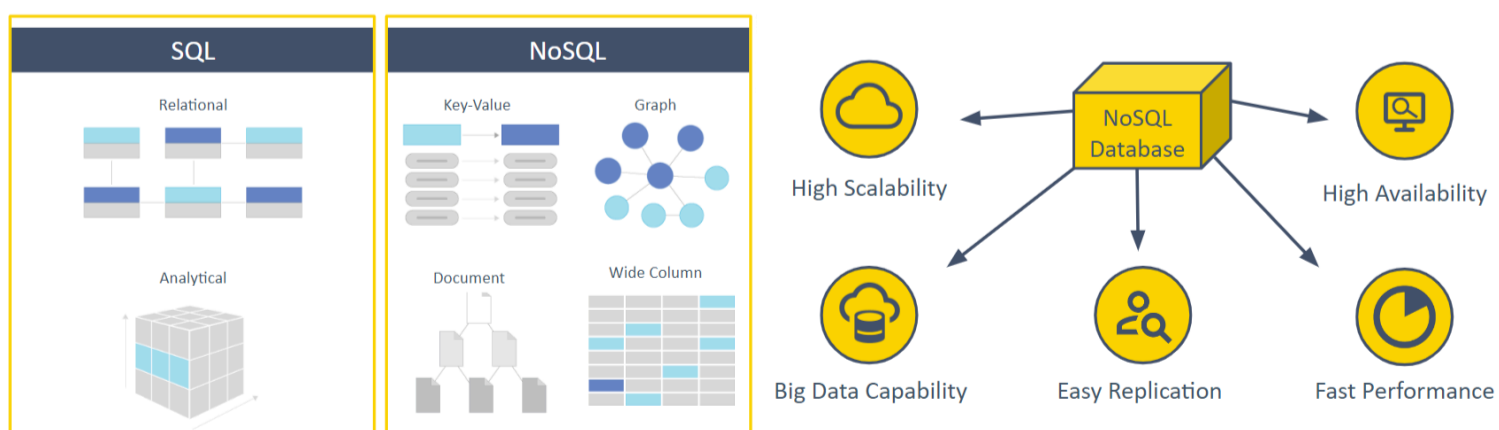 SQL
Relational
Analytical
NoSQL
Key-Value
Graph
Document
Wide Column
NoSQL
Database
High Scalability
High Availability
Big Data Capability
Easy Replication
Fast Performance